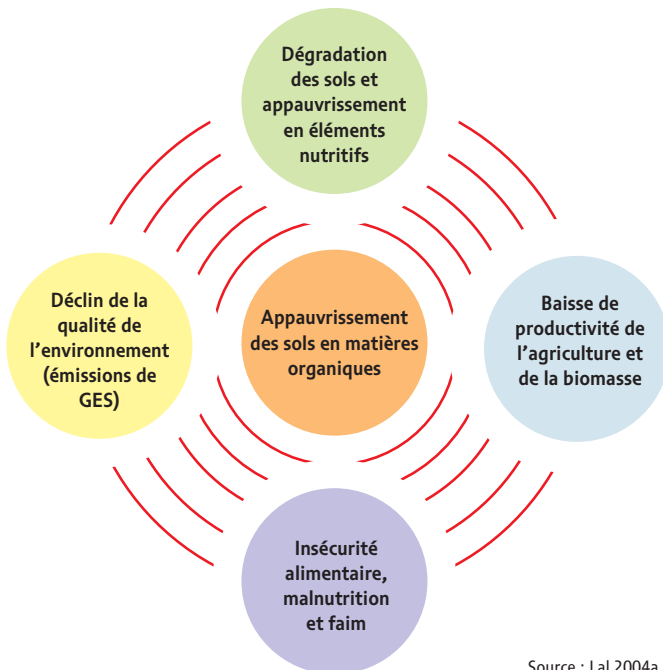 Dégradation
des sols et
appauvrissement
en éléments
nutritifs
Déclin de la
qualité de
l’environnement
(émissions de
GES)
Appauvrissement
des sols en matières
organiques
Baisse de
productivité de
l’agriculture et
de la biomasse
Insécurité
alimentaire,
malnutrition
et faim
Source : Lal 2004a